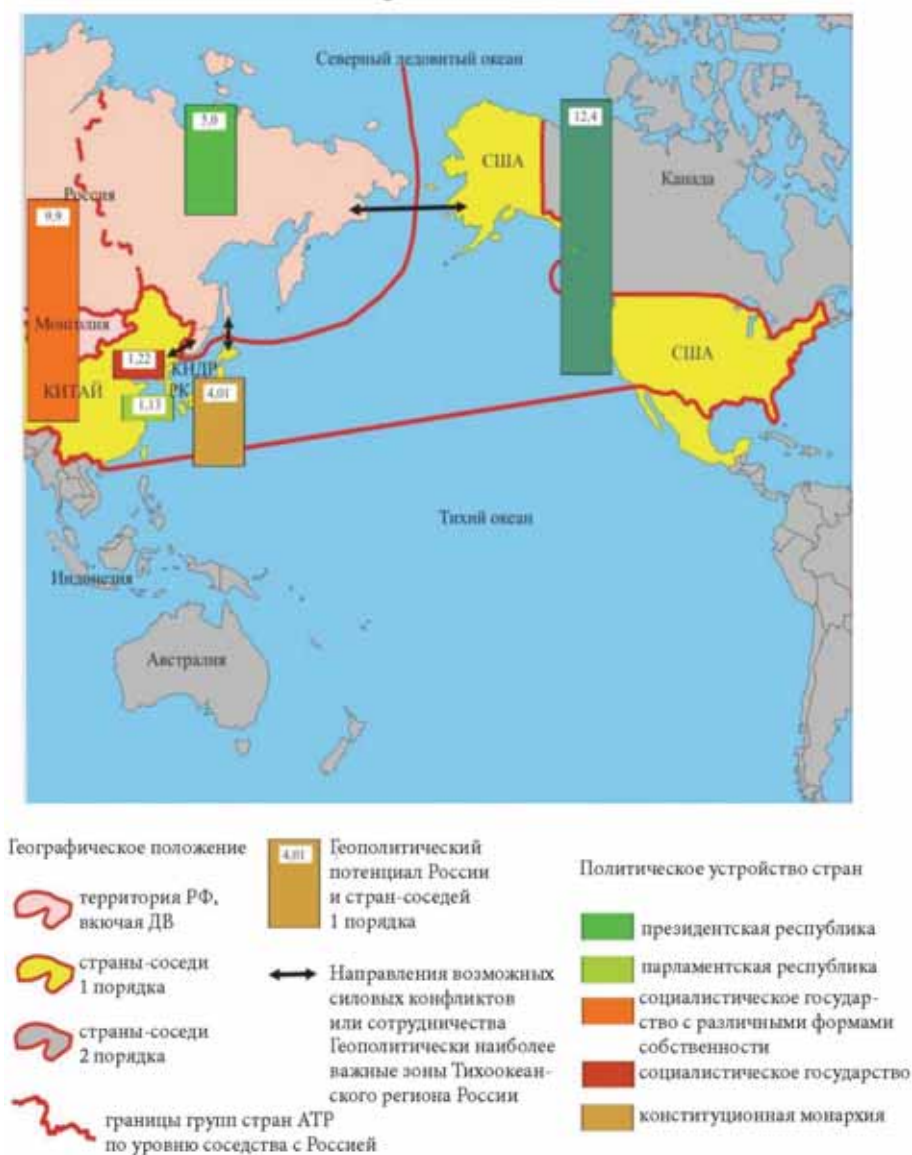 Северный ледовитый океан
5,0
12,4
США
Канада
Россия
9,9
Монголия
1,22
КНДР
США
КИТАЙ
РК
4,01
1,13
Тихий океан
Индонезия
Австралия
Географическое положение
территория РФ,
вкючая ДВ
страны-соседи
1 порядка
страны-соседи
2 порядка
границы групп стран АТР
по уровню соседства с Россией
4,01
Геополитический
потенциал России
и стран-соседей
1 порядка
Направления возможных
силовых конфликтов
или сотрудничества
Геополитически наиболее
важные зоны Тихоокеан-
ского региона России
Политическое устройство стран
президентская республика
парламентская республика
социалистическое государ-
ство с различными формами
собственности
социалистическое государство
конституционная монархия